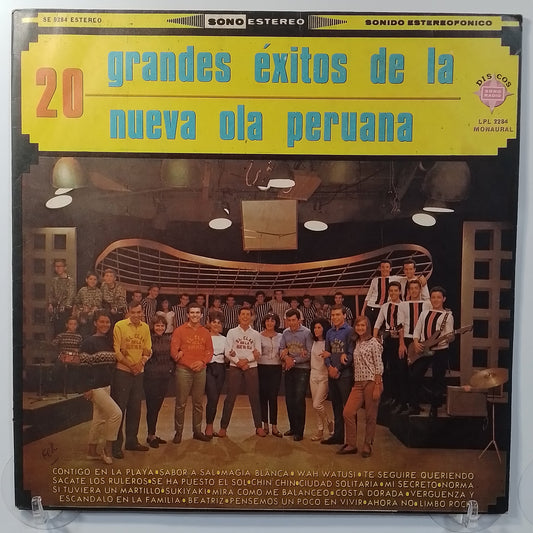 SE 9284 ESTEREO
SONO ESTEREO
SONIDO ESTEREOFONICO
20 grandes éxitos de la
nueva ola peruana
DISCOS
SONO
RADIO
LPL 2284
MONAURAL
CONTIGO EN LA PLAYA•SABOR A SAL•MAGIA BLANCA•WAH WATUSI•TE SEGUIRE QUERIENDO
SACATE LOS RULEROS•SE HA PUESTO EL SOL•CHIN CHIN•CIUDAD SOLITARIA•MI SECRETO•NORMA
SI TUVIERA UN MARTILLO•SUKIYAKI•MIRA COMO ME BALANCEO•COSTA DORADA•VERGUENZA Y
ESCANDALO EN LA FAMILIA•BEATRIZ•PENSEMOS UN POCO EN VIVIR•AHORA NO•LIMBO ROCK